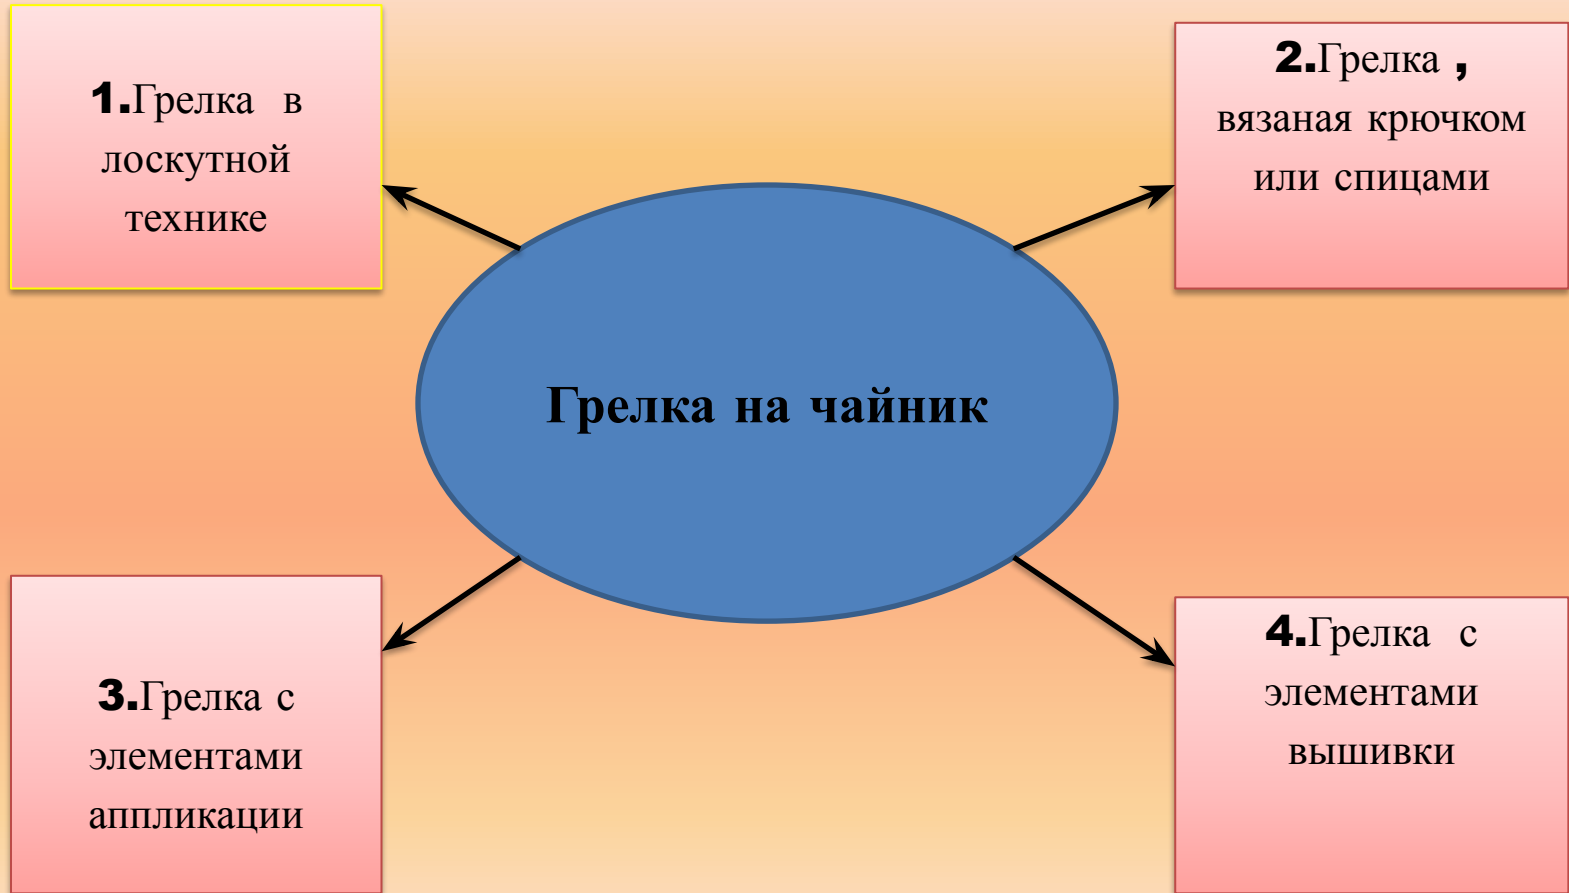 1.Грелка в
лоскутной
технике
2.Грелка ,
вязаная крючком
или спицами
Грелка на чайник
3.Грелка с
элементами
аппликации
4.Грелка с
элементами
вышивки